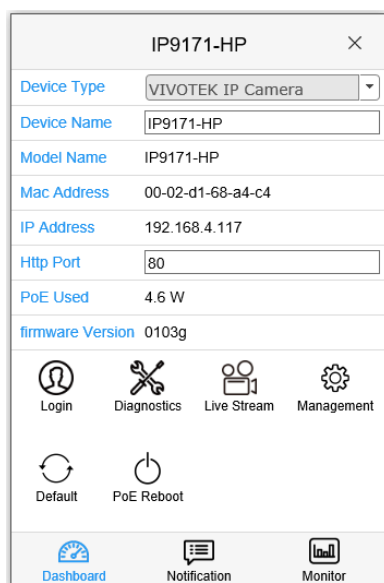 IP9171-HP
Device Type VIVOTEK IP Camera
Device Name IP9171-HP
Model Name IP9171-HP
Mac Address 00-02-d1-68-a4-c4
IP Address 192.168.4.117
Http Port 80
PoE Used 4.6 W
firmware Version 0103g
Login Diagnostics Live Stream Management
Default PoE Reboot
Dashboard Notification Monitor